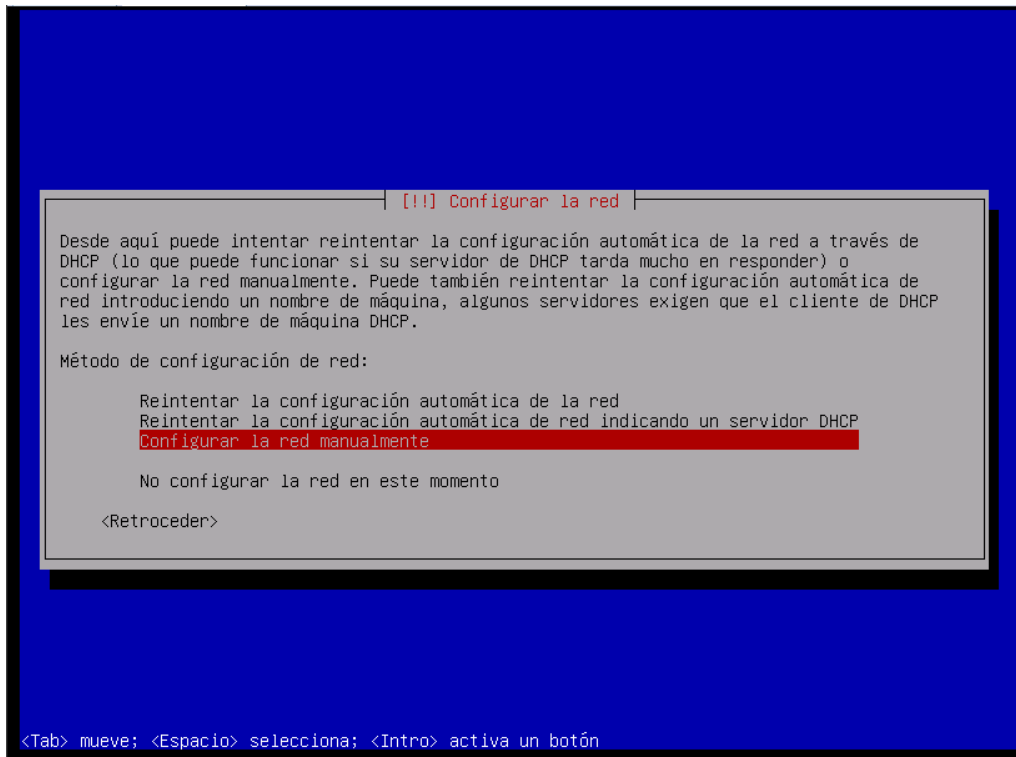 [!!] Configurar la red
Desde aquí puede intentar reintentar la configuración automática de la red a través de
DHCP (lo que puede funcionar si su servidor de DHCP tarda mucho en responder) o
configurar la red manualmente. Puede también reintentar la configuración automática de
red introduciendo un nombre de máquina, algunos servidores exigen que el cliente de DHCP
les envíe un nombre de máquina DHCP.
Método de configuración de red:
Reintentar la configuración automática de la red
Reintentar la configuración automática de red indicando un servidor DHCP
Configurar la red manualmente
No configurar la red en este momento
<Retroceder>
<Tab> mueve; <Espacio> selecciona; <Intro> activa un botón